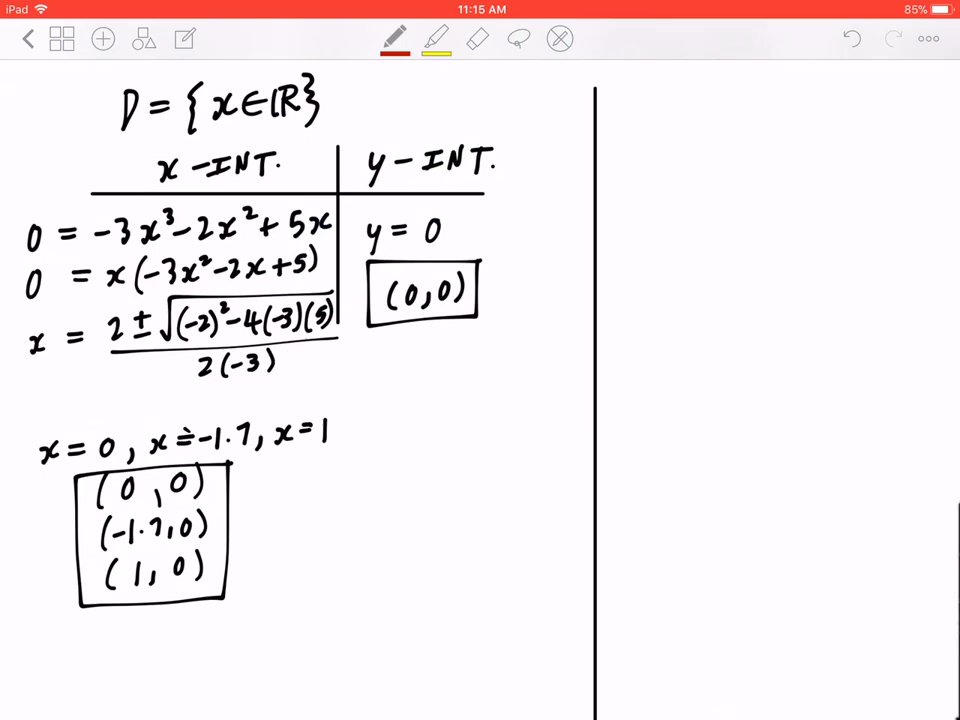 iPad 11:15 AM 85%
D = {x∈ℝ}
x-INT. y-INT.
0 = -3x³-2x²+5x
y = 0
0 = x(-3x²-2x+5)
(0,0)
x = 2 ± √(-2)²-4(-3)(5)
2(-3)
x = 0, x ≐ -1.7, x = 1
(0,0)
(-1.7,0)
(1,0)